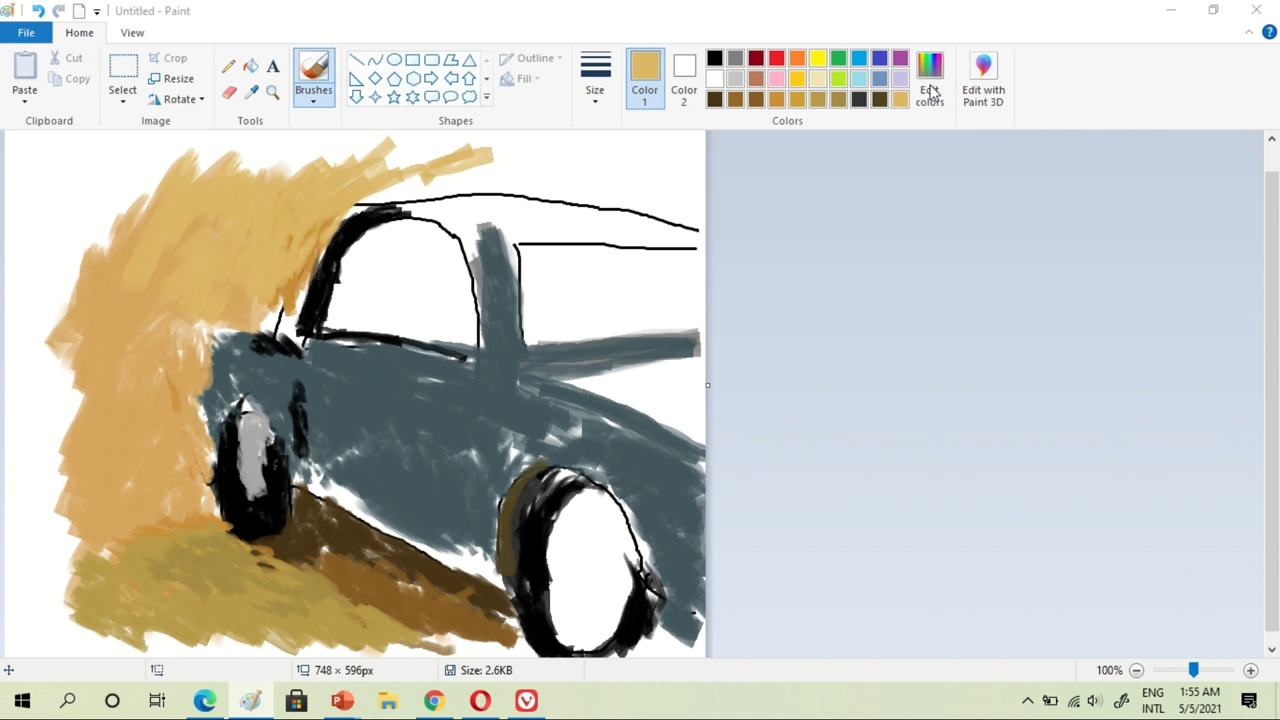 Untitled - Paint
File Home View
Paste
Cut
Copy
Clipboard
Select
Crop
Resize
Rotate
Image
A
Tools
Brushes
Shapes
Outline
Fill
Size
Color 1
Color 2
Colors
Edit colors
Edit with Paint 3D
748 × 596px
Size: 2.6KB
100%
ENG INTL
1:55 AM
5/5/2021